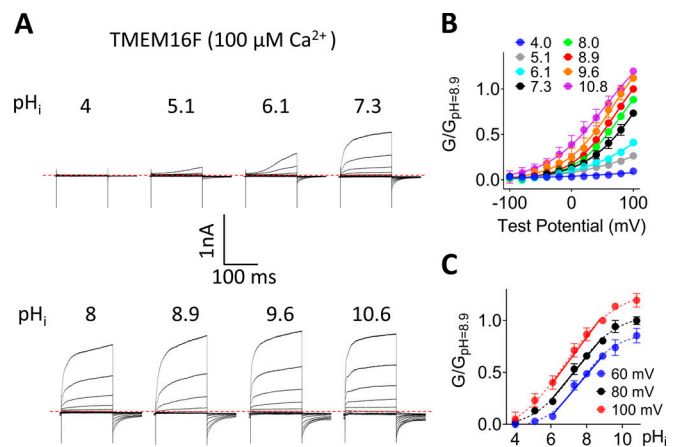 A
TMEM16F (100 µM Ca²⁺)
pHᵢ 4 5.1 6.1 7.3
1nA
100 ms
pHᵢ 8 8.9 9.6 10.6
B
4.0 8.0
5.1 8.9
6.1 9.6
7.3 10.8
G/GpH=8.9
1.0
0.5
0.0
-100 0 100
Test Potential (mV)
C
G/GpH=8.9
1.0
0.5
0.0
60 mV
80 mV
100 mV
4 6 8 10 pHᵢ